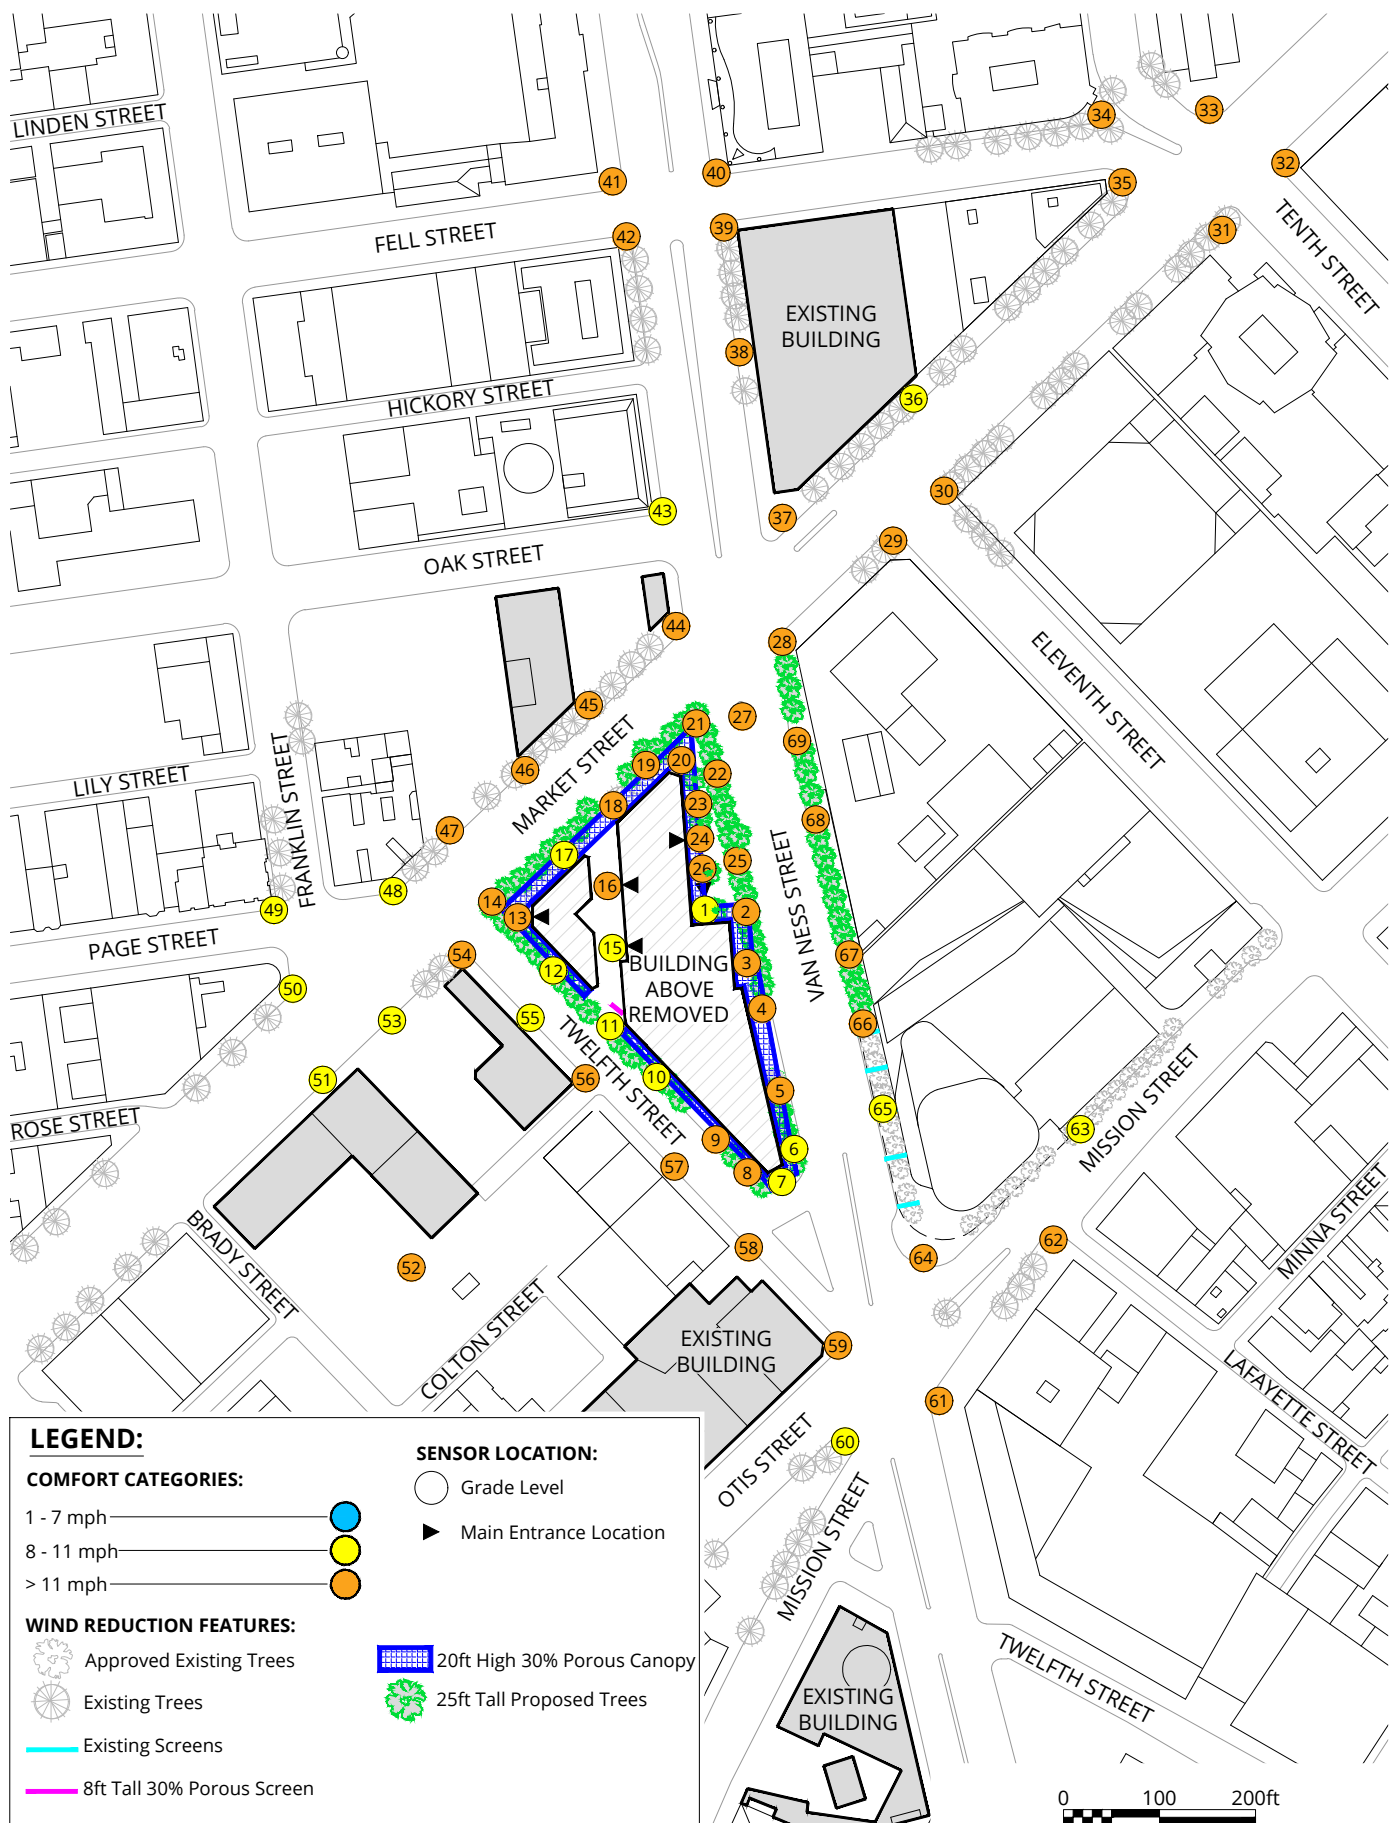 LINDEN STREET
33
34
32
40
41
35
39
31
42
FELL STREET
TENTH STREET
EXISTING
BUILDING
38
HICKORY STREET
36
30
43
37
29
OAK STREET
44
28
ELEVENTH STREET
45
21
27
MARKET STREET
69
20
19
46
22
LILY STREET
FRANKLIN STREET
18
23
68
47
24
17
VAN NESS STREET
25
26
16
48
14
49
1
2
13
PAGE STREET
15
54
67
BUILDING
ABOVE
REMOVED
3
12
50
4
53
55
66
11
TWELFTH STREET
10
51
56
5
65
ROSE STREET
63
MISSION STREET
9
6
57
8
7
MINNA STREET
BRADY STREET
62
58
52
64
COLTON STREET
EXISTING
BUILDING
59
LAFAYETTE STREET
61
60
OTIS STREET
MISSION STREET
TWELFTH STREET
EXISTING
BUILDING
LEGEND:
COMFORT CATEGORIES:
1 - 7 mph
8 - 11 mph
> 11 mph
SENSOR LOCATION:
Grade Level
Main Entrance Location
WIND REDUCTION FEATURES:
Approved Existing Trees
Existing Trees
Existing Screens
8ft Tall 30% Porous Screen
20ft High 30% Porous Canopy
25ft Tall Proposed Trees
0 100 200ft